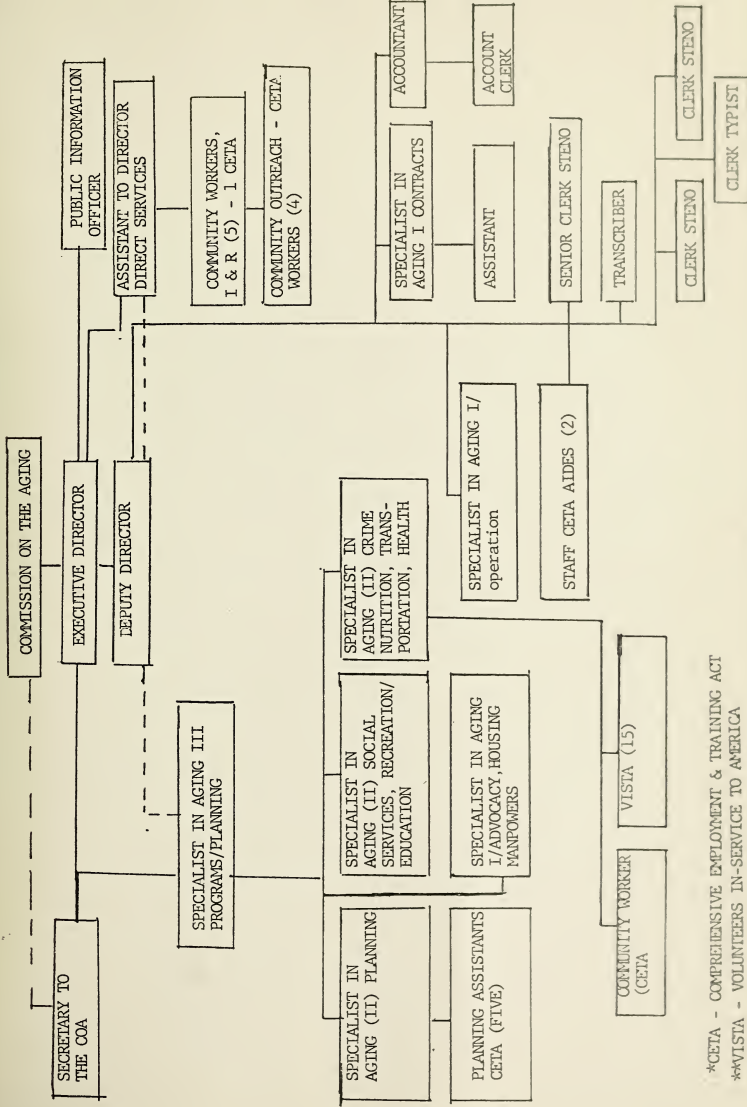 COMMISSION ON THE AGING
SECRETARY TO
THE COA
EXECUTIVE DIRECTOR
PUBLIC INFORMATION
OFFICER
DEPUTY DIRECTOR
ASSISTANT TO DIRECTOR
DIRECT SERVICES
SPECIALIST IN AGING III
PROGRAMS/PLANNING
COMMUNITY WORKERS,
I & R (5) - 1 CETA
COMMUNITY OUTREACH - CETA
WORKERS (4)
SPECIALIST IN
AGING (II) PLANNING
PLANNING ASSISTANTS
CETA (FIVE)
SPECIALIST IN
AGING (II) SOCIAL
SERVICES, RECREATION/
EDUCATION
SPECIALIST IN AGING
I/ADVOCACY,HOUSING
MANPOWERS
SPECIALIST IN
AGING (II) CRIME
NUTRITION, TRANS-
PORTATION, HEALTH
COMMUNITY WORKER
(CETA
VISTA (15)
SPECIALIST IN AGING I/
operation
SPECIALIST IN
AGING I CONTRACTS
ASSISTANT
ACCOUNTANT
ACCOUNT
CLERK
STAFF CETA AIDES (2)
SENIOR CLERK STENO
TRANSCRIBER
CLERK STENO
CLERK STENO
CLERK TYPIST
*CETA - COMPREHENSIVE EMPLOYMENT & TRAINING ACT
**VISTA - VOLUNTEERS IN-SERVICE TO AMERICA